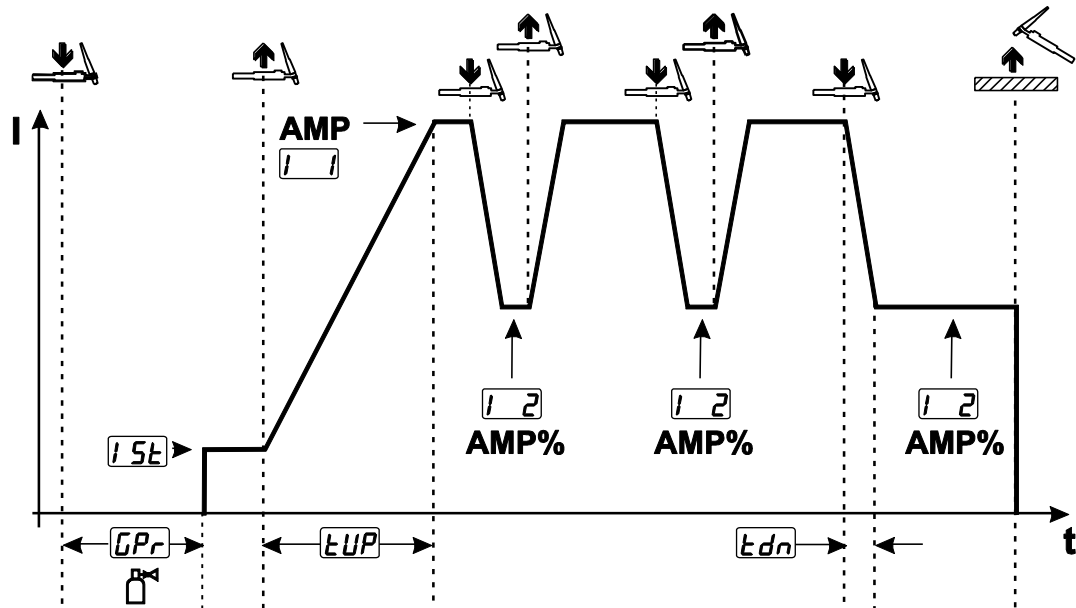 I
AMP
I 1
I 2
I 2
I 2
AMP%
AMP%
AMP%
I St
GPr
tUP
tdn
t